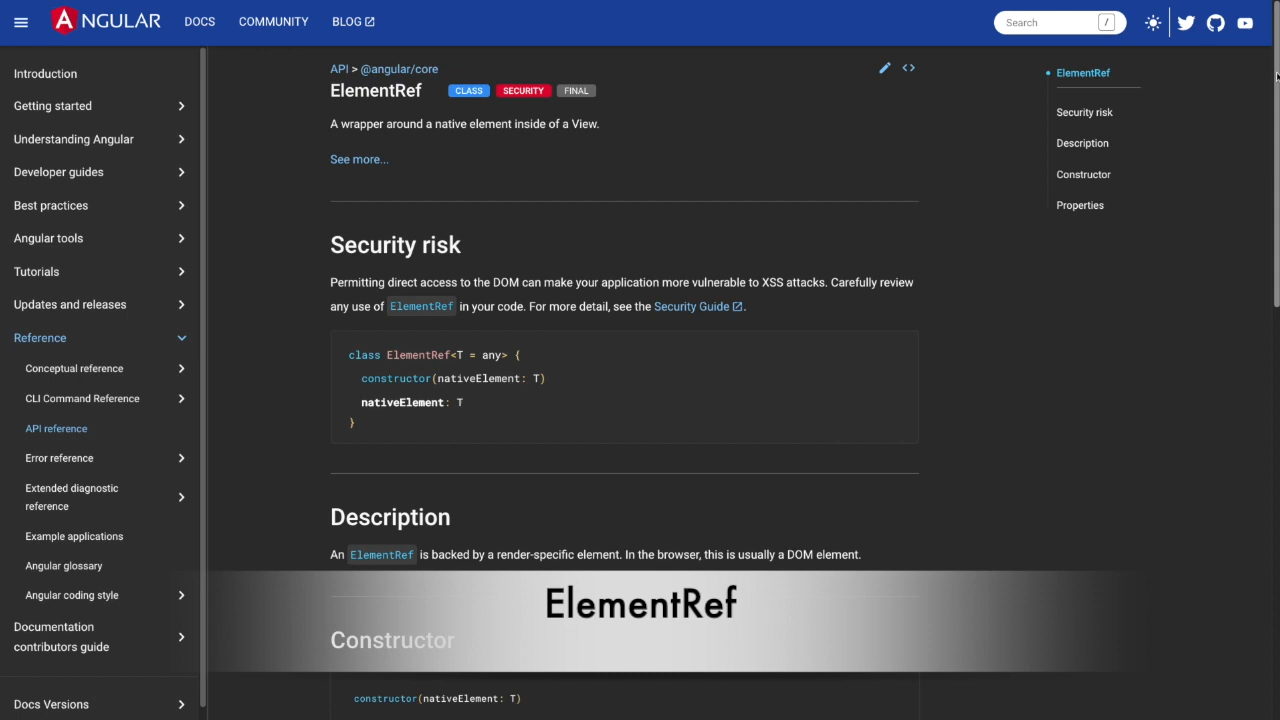 ANGULAR
DOCS
COMMUNITY
BLOG
Search
/
Introduction
Getting started
Understanding Angular
Developer guides
Best practices
Angular tools
Tutorials
Updates and releases
Reference
Conceptual reference
CLI Command Reference
API reference
Error reference
Extended diagnostic
reference
Example applications
Angular glossary
Angular coding style
Documentation
contributors guide
Docs Versions
API > @angular/core
ElementRef CLASS SECURITY FINAL
A wrapper around a native element inside of a View.
See more...
Security risk
Permitting direct access to the DOM can make your application more vulnerable to XSS attacks. Carefully review
any use of ElementRef in your code. For more detail, see the Security Guide.
class ElementRef<T = any> {
constructor(nativeElement: T)
nativeElement: T
}
Description
An ElementRef is backed by a render-specific element. In the browser, this is usually a DOM element.
ElementRef
Constructor
constructor(nativeElement: T)
ElementRef
Security risk
Description
Constructor
Properties